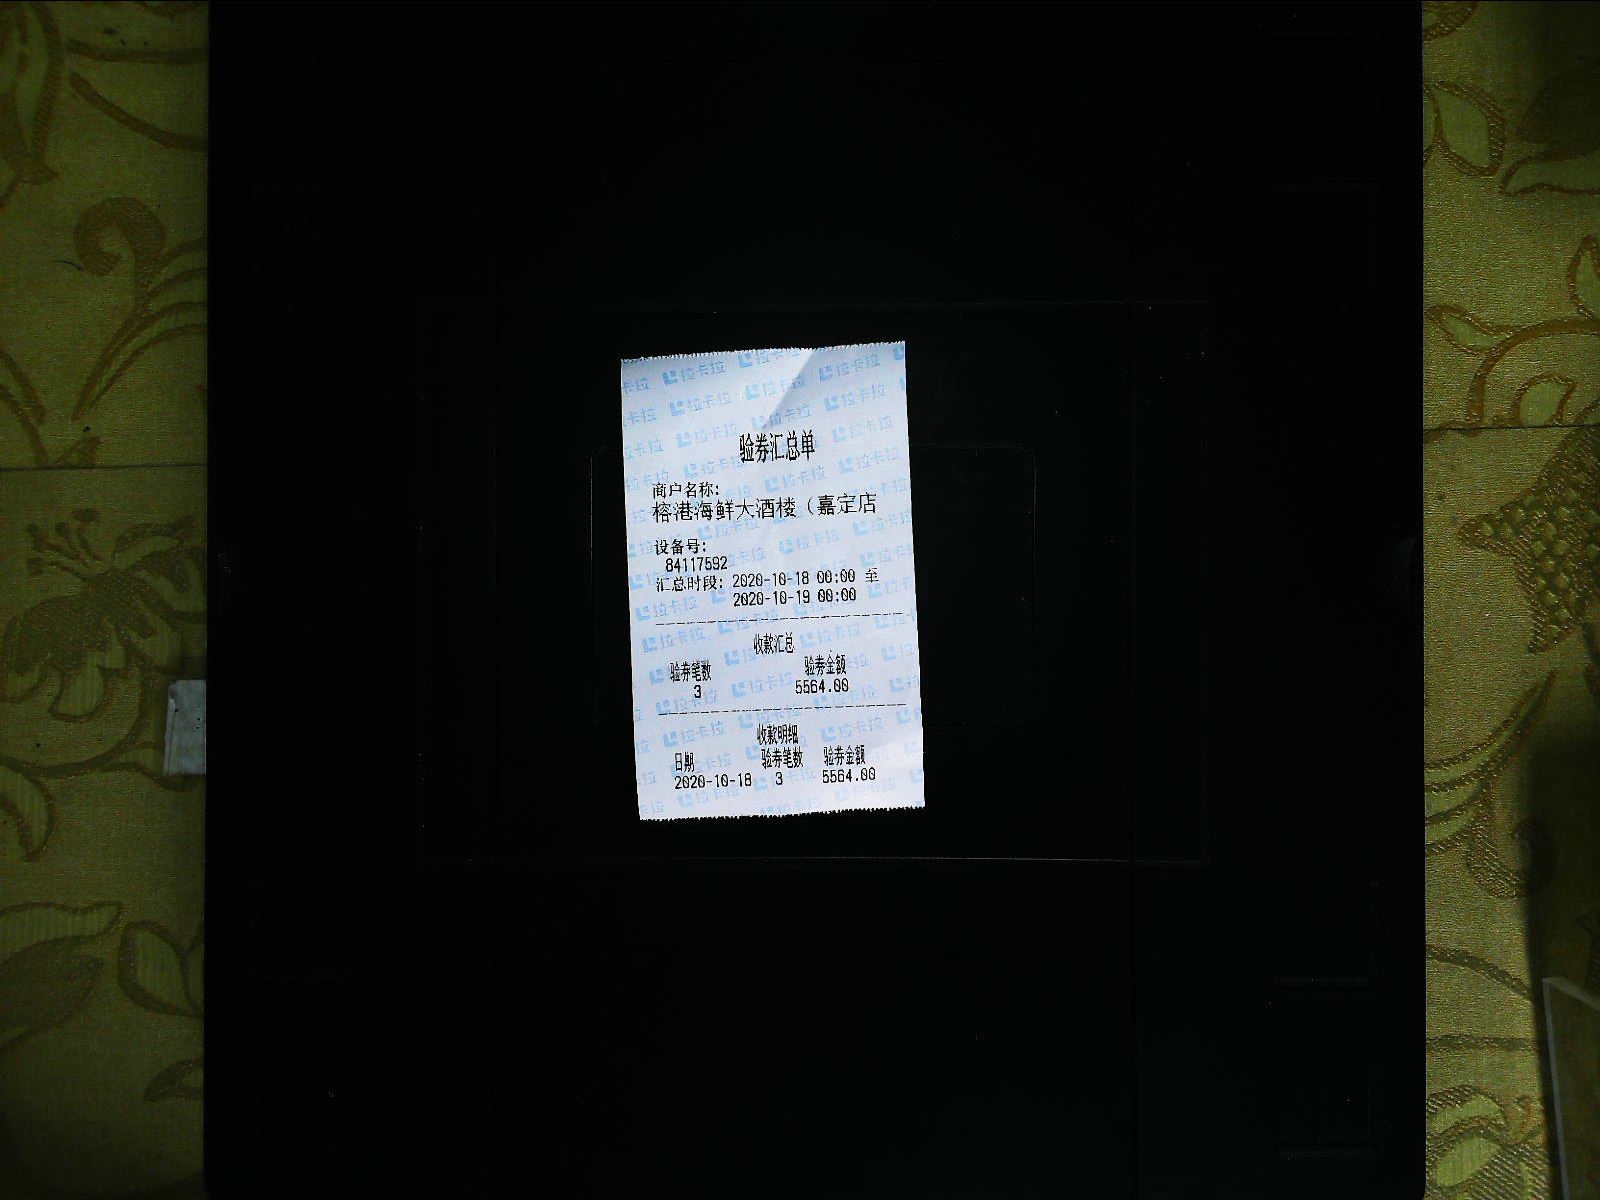 验券汇总单
商户名称:
榕港海鲜大酒楼（嘉定店
设备号:
84117592
汇总时段: 2020-10-18 00:00 至
2020-10-19 00:00
收款汇总
验券笔数 验券金额
3 5564.00
收款明细
日期 验券笔数 验券金额
2020-10-18 3 5564.00
拉卡拉